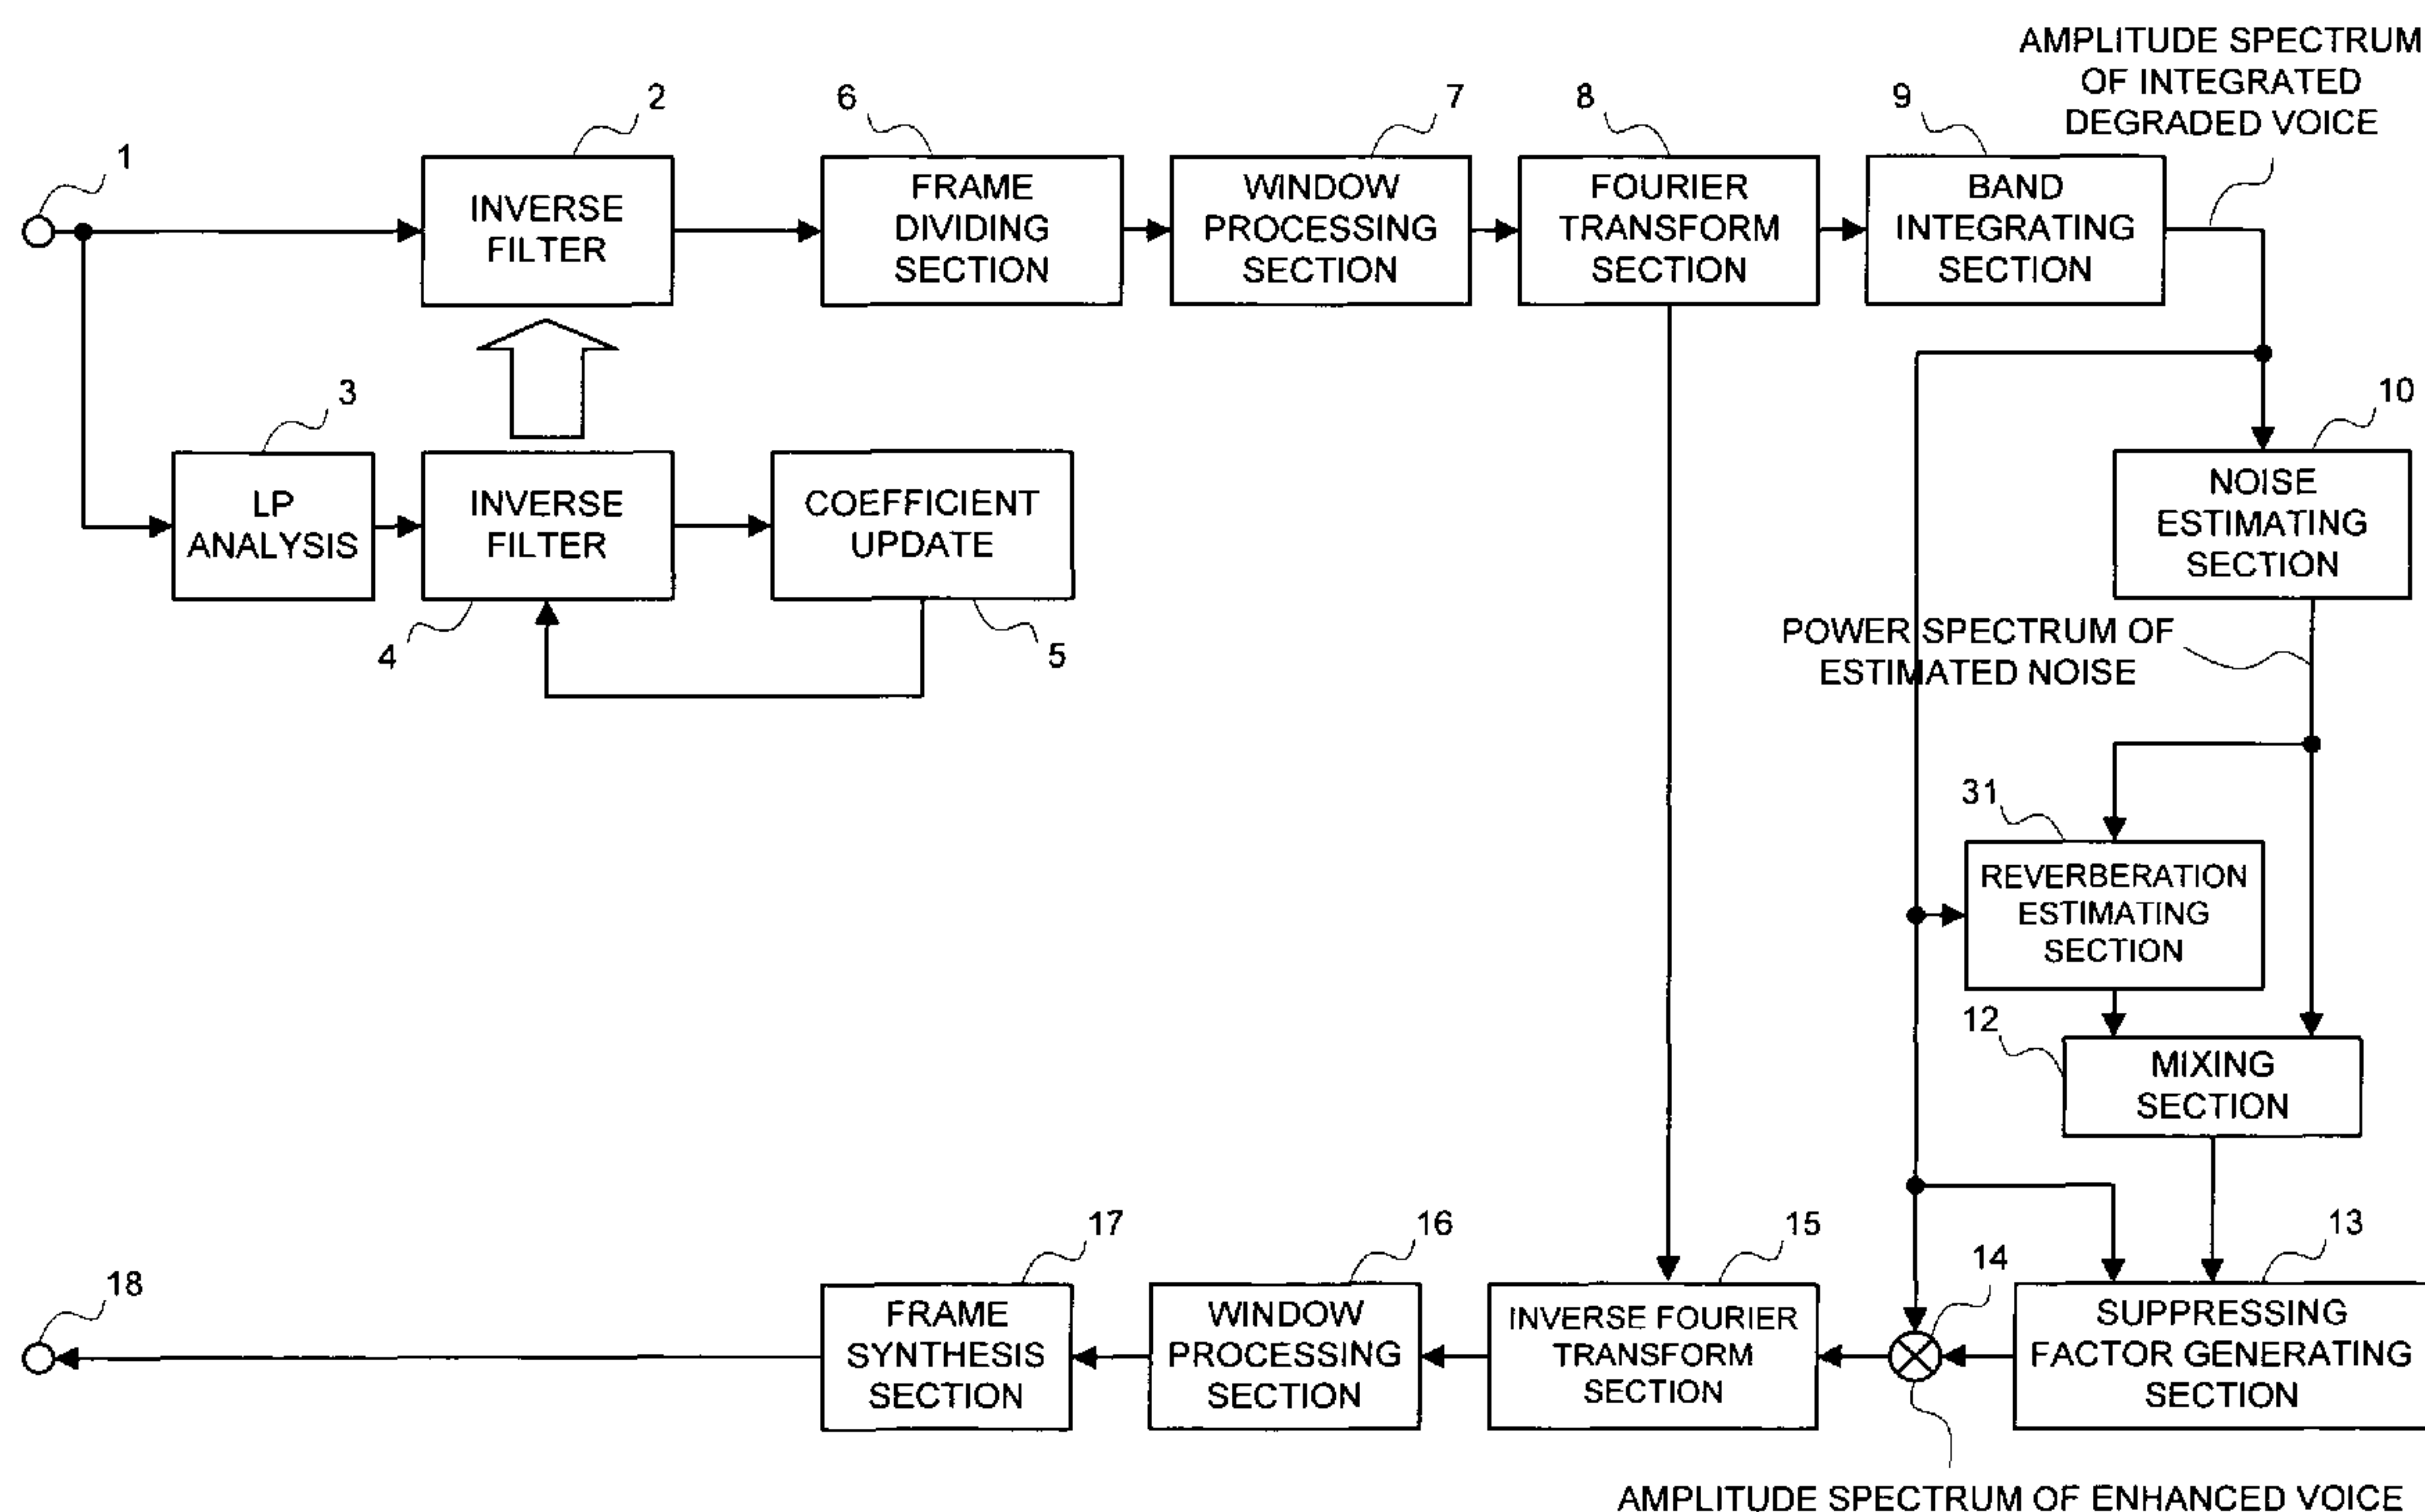 AMPLITUDE SPECTRUM
OF INTEGRATED
DEGRADED VOICE
1
2
6
7
8
9
INVERSE
FILTER
FRAME
DIVIDING
SECTION
WINDOW
PROCESSING
SECTION
FOURIER
TRANSFORM
SECTION
BAND
INTEGRATING
SECTION
3
10
LP
ANALYSIS
INVERSE
FILTER
COEFFICIENT
UPDATE
NOISE
ESTIMATING
SECTION
4
5
POWER SPECTRUM OF
ESTIMATED NOISE
31
REVERBERATION
ESTIMATING
SECTION
12
MIXING
SECTION
18
17
16
15
14
13
FRAME
SYNTHESIS
SECTION
WINDOW
PROCESSING
SECTION
INVERSE FOURIER
TRANSFORM
SECTION
SUPPRESSING
FACTOR GENERATING
SECTION
AMPLITUDE SPECTRUM OF ENHANCED VOICE